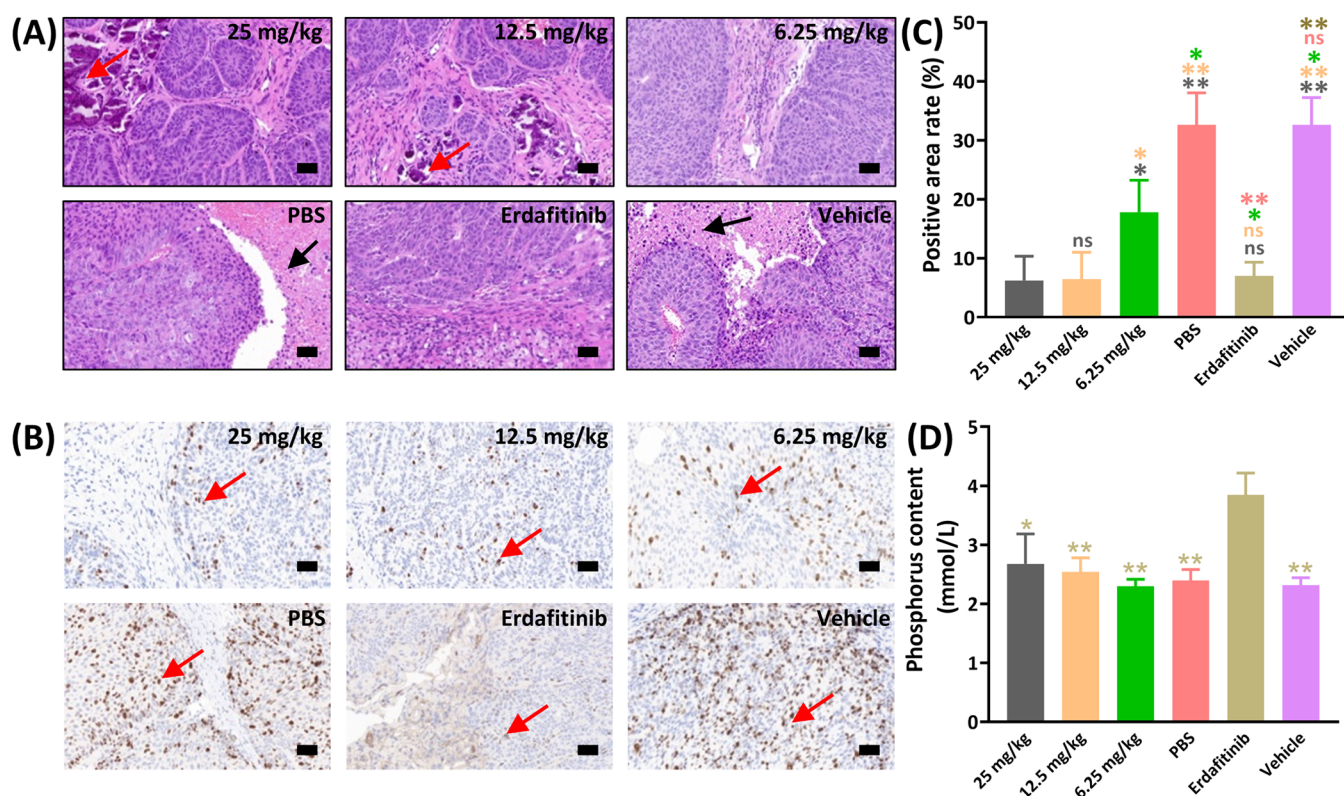 (A)
25 mg/kg
12.5 mg/kg
6.25 mg/kg
PBS
Erdafitinib
Vehicle
(B)
25 mg/kg
12.5 mg/kg
6.25 mg/kg
PBS
Erdafitinib
Vehicle
(C)
Positive area rate (%)
50
40
30
20
10
0
ns
*
*
*
**
**
**
*
ns
ns
**
ns
*
**
**
25 mg/kg
12.5 mg/kg
6.25 mg/kg
PBS
Erdafitinib
Vehicle
(D)
Phosphorus content
(mmol/L)
5
4
3
2
1
0
*
**
**
**
**
25 mg/kg
12.5 mg/kg
6.25 mg/kg
PBS
Erdafitinib
Vehicle